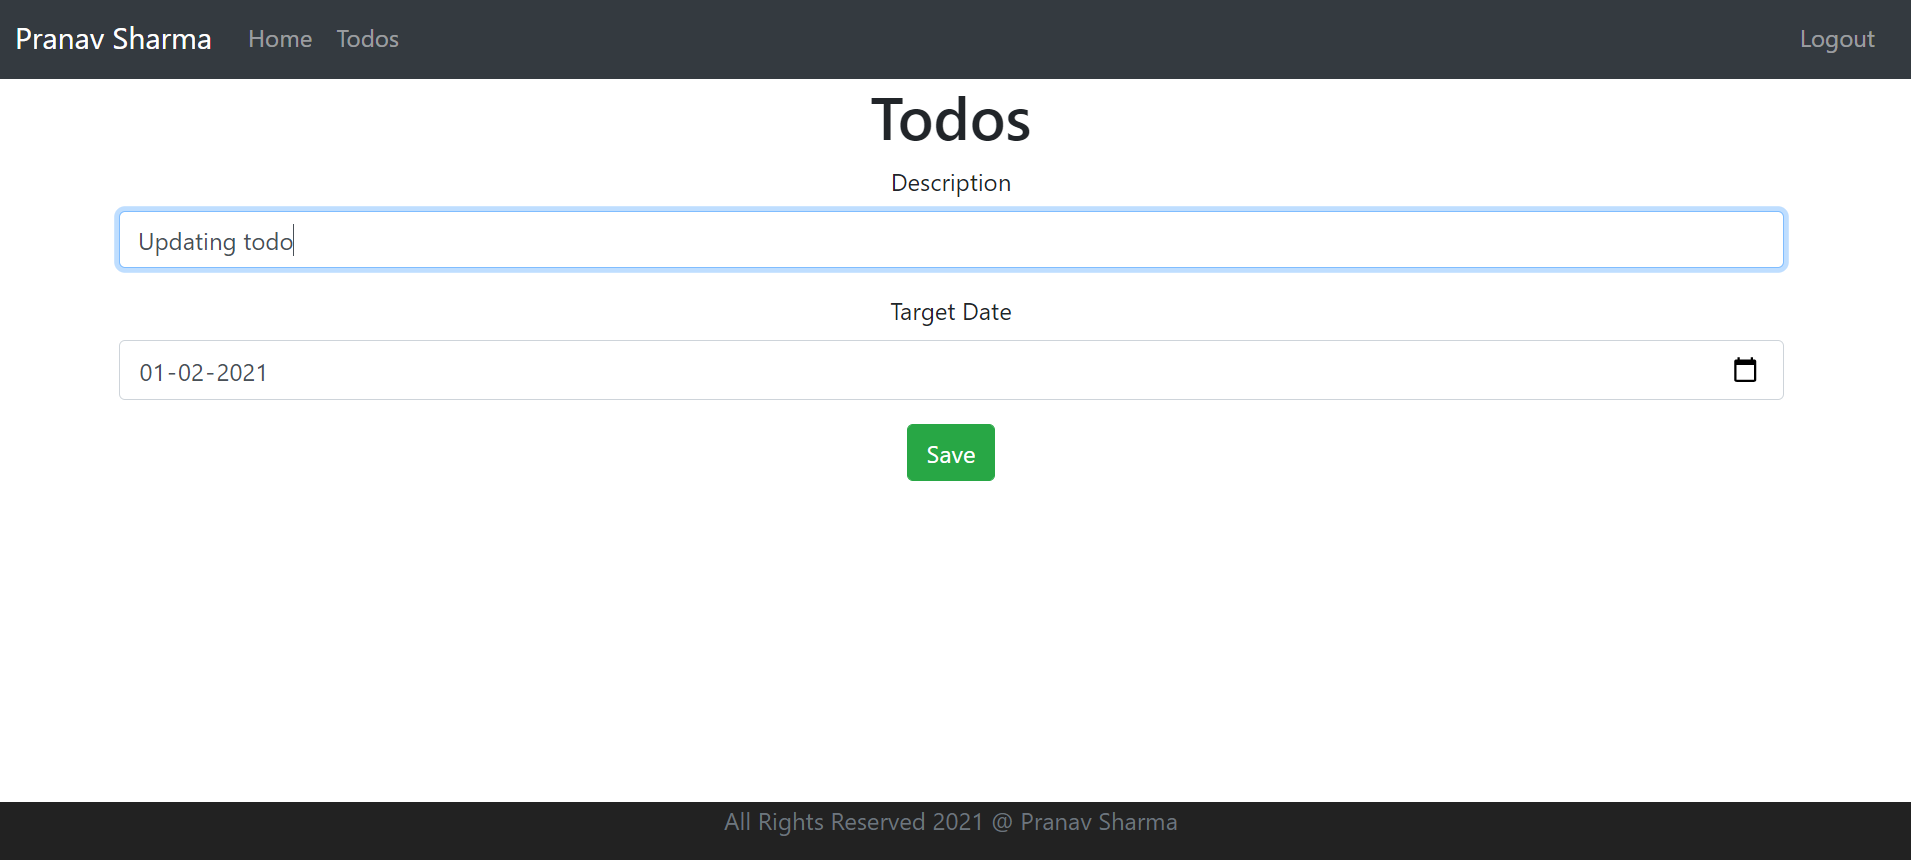 Pranav Sharma Home Todos Logout
Todos
Description
Updating todo
Target Date
01-02-2021
Save
All Rights Reserved 2021 @ Pranav Sharma